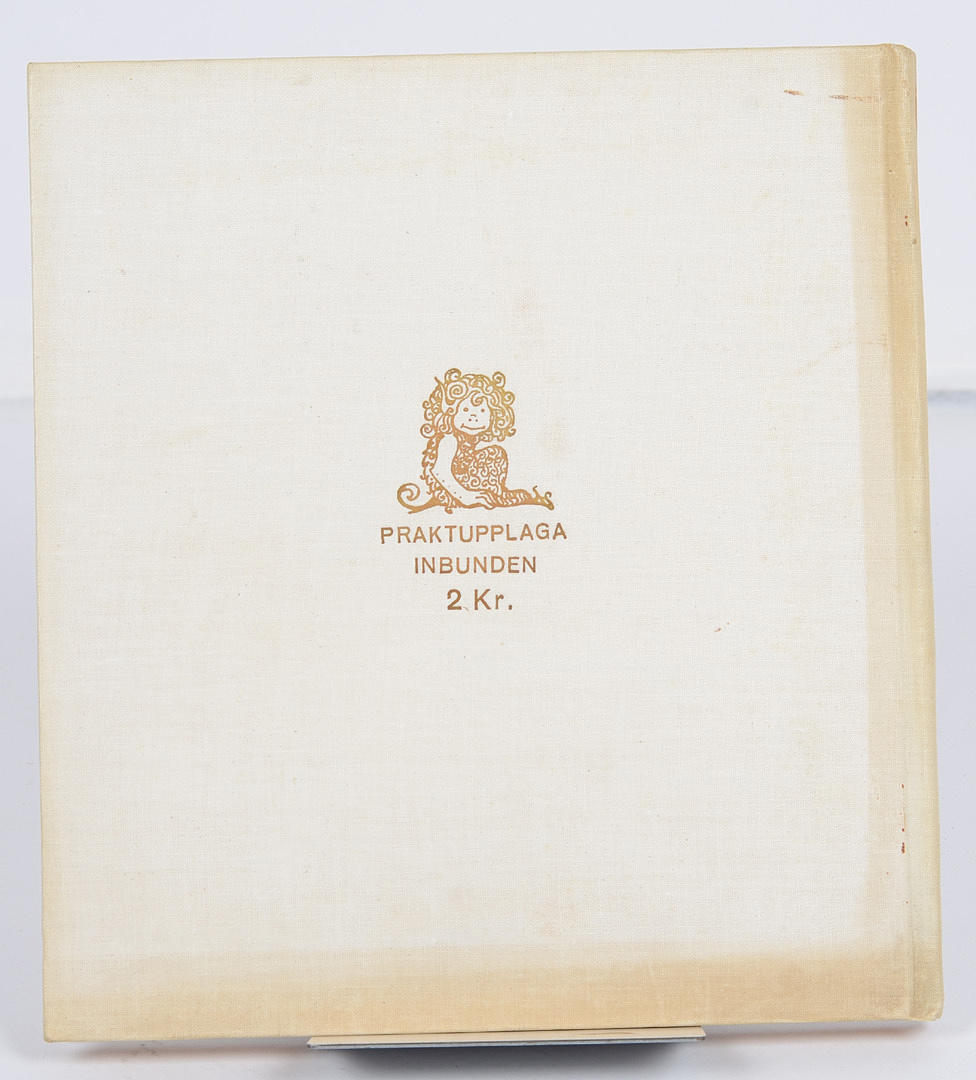 PRAKTUPPLAGA
INBUNDEN
2 Kr.